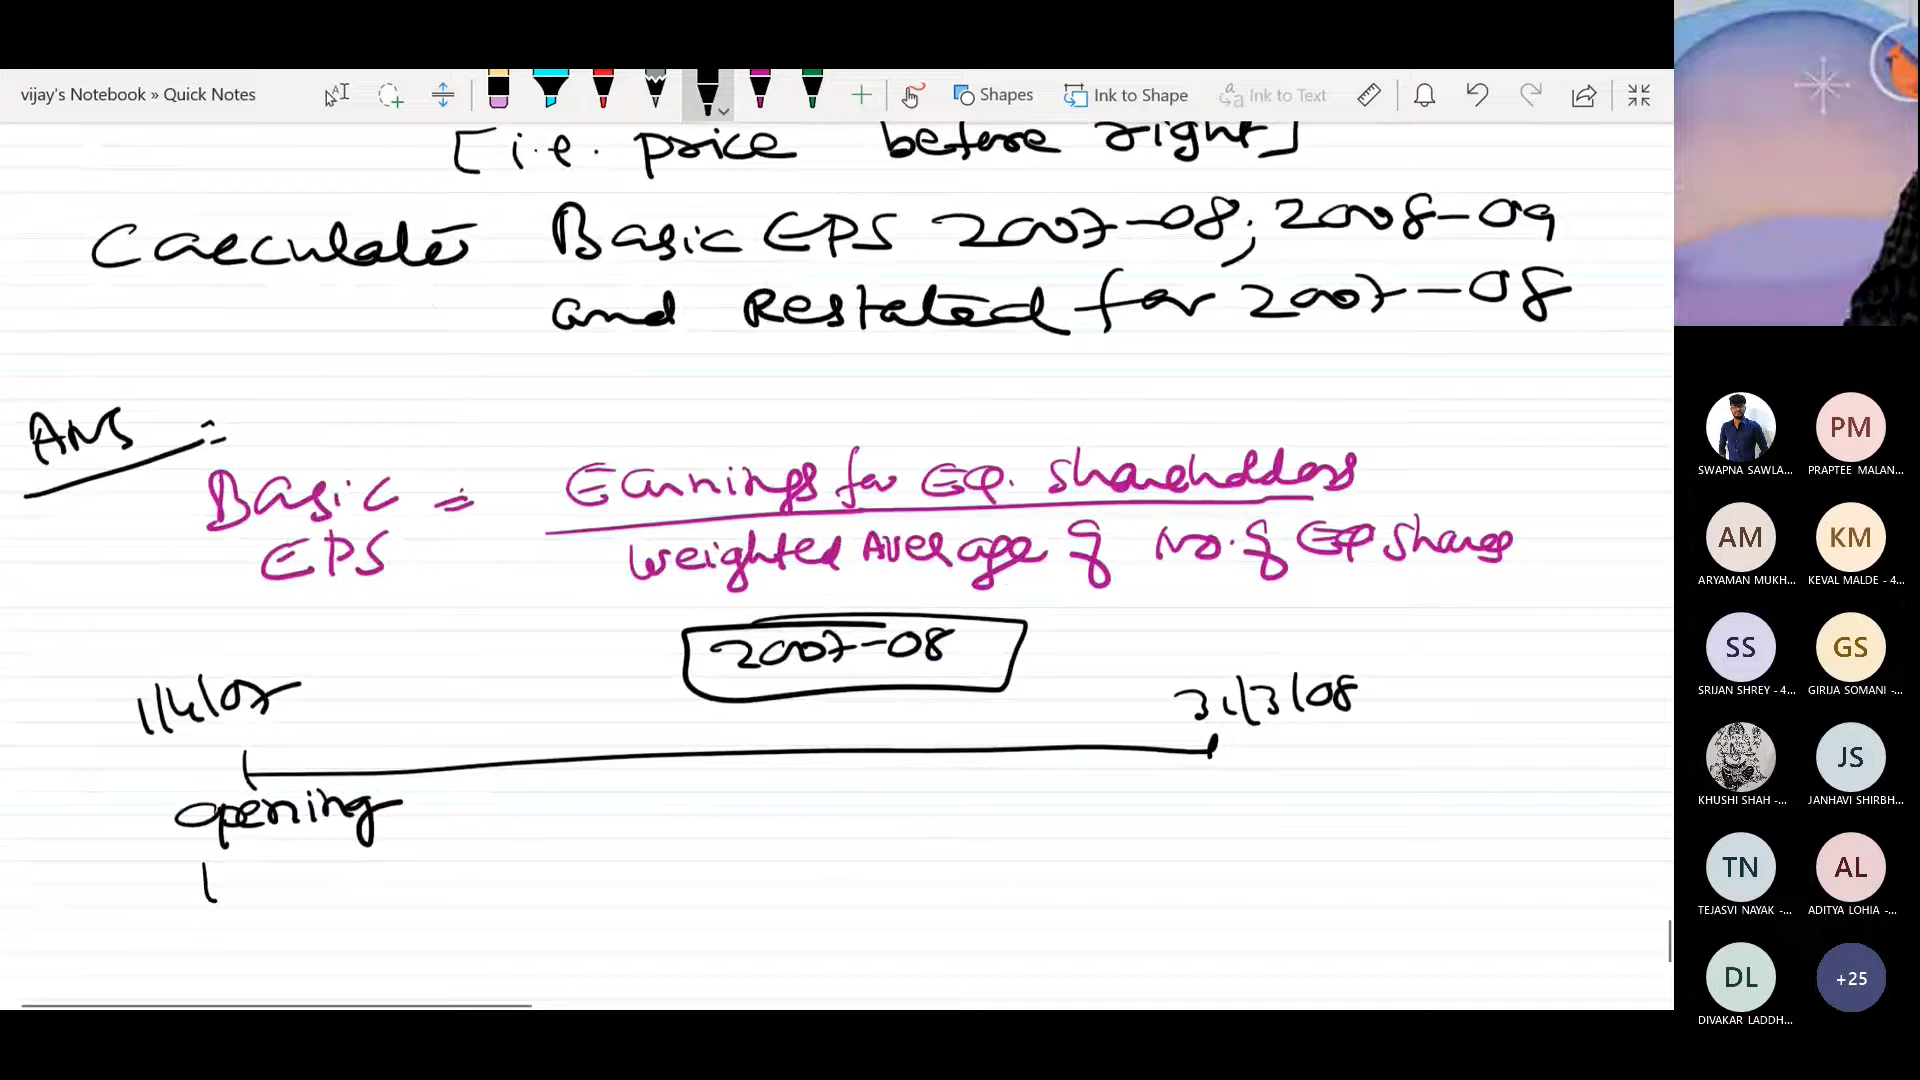 vijay's Notebook » Quick Notes
Shapes
Ink to Shape
Ink to Text
[i.e. price before right]
Calculate Basic EPS 2007-08; 2008-09
and Restated for 2007-08
ANS :-
Basic EPS = Earnings for Eq. shareholders
Weighted Average of No. of Eq shares
2007-08
1/4/07
31/3/08
opening
SWAPNA SAWLA...
PM
PRAPTEE MALAN...
AM
ARYAMAN MUKH...
KM
KEVAL MALDE - 4...
SS
SRIJAN SHREY - 4...
GS
GIRIJA SOMANI -...
KHUSHI SHAH -...
JS
JANHAVI SHIRBH...
TN
TEJASVI NAYAK -...
AL
ADITYA LOHIA -...
DL
DIVAKAR LADDH...
+25